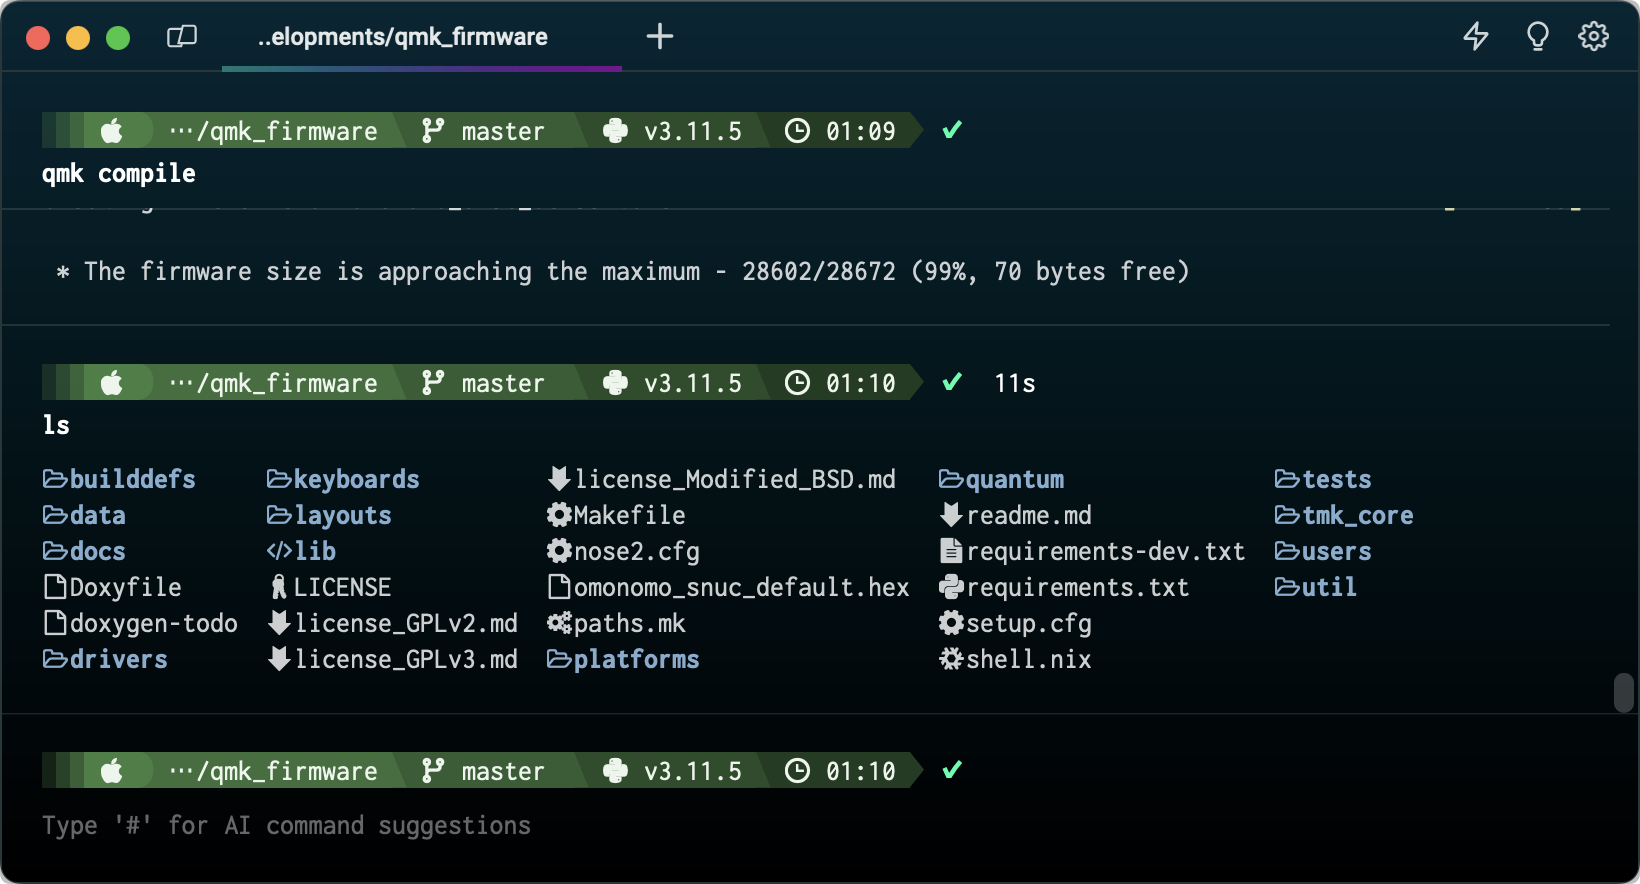 ..elopments/qmk_firmware
···/qmk_firmware master v3.11.5 01:09 ✔
qmk compile
* The firmware size is approaching the maximum - 28602/28672 (99%, 70 bytes free)
···/qmk_firmware master v3.11.5 01:10 ✔ 11s
ls
builddefs keyboards license_Modified_BSD.md quantum tests
data layouts Makefile readme.md tmk_core
docs lib nose2.cfg requirements-dev.txt users
Doxyfile LICENSE omonomo_snuc_default.hex requirements.txt util
doxygen-todo license_GPLv2.md paths.mk setup.cfg
drivers license_GPLv3.md platforms shell.nix
···/qmk_firmware master v3.11.5 01:10 ✔
Type '#' for AI command suggestions